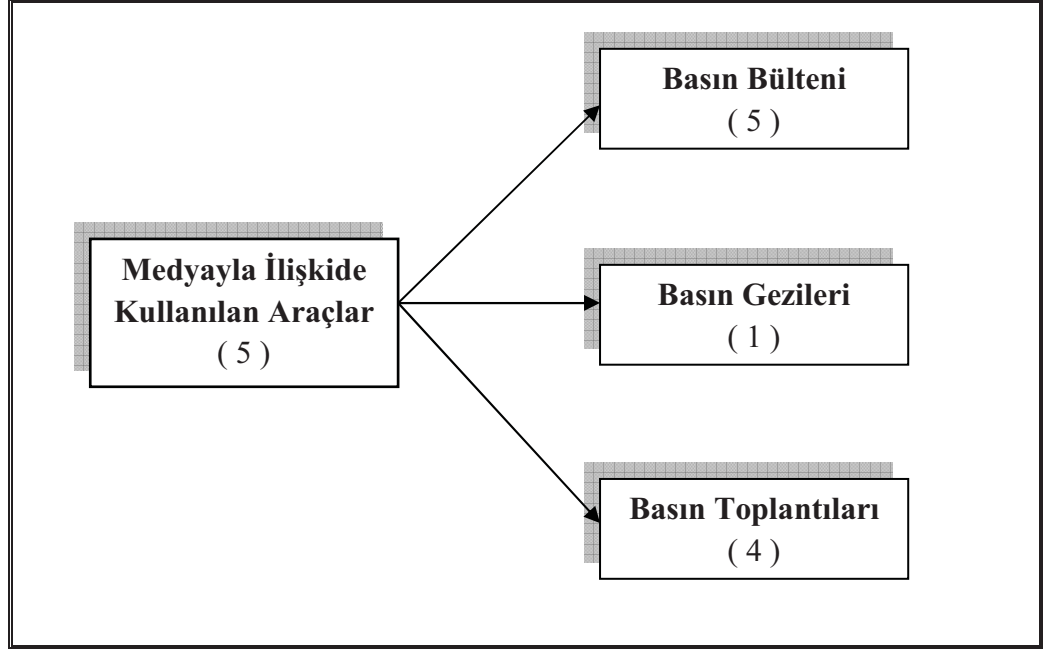 Basın Bülteni
( 5 )
Medyayla İlişkide
Kullanılan Araçlar
( 5 )
Basın Gezileri
( 1 )
Basın Toplantıları
( 4 )